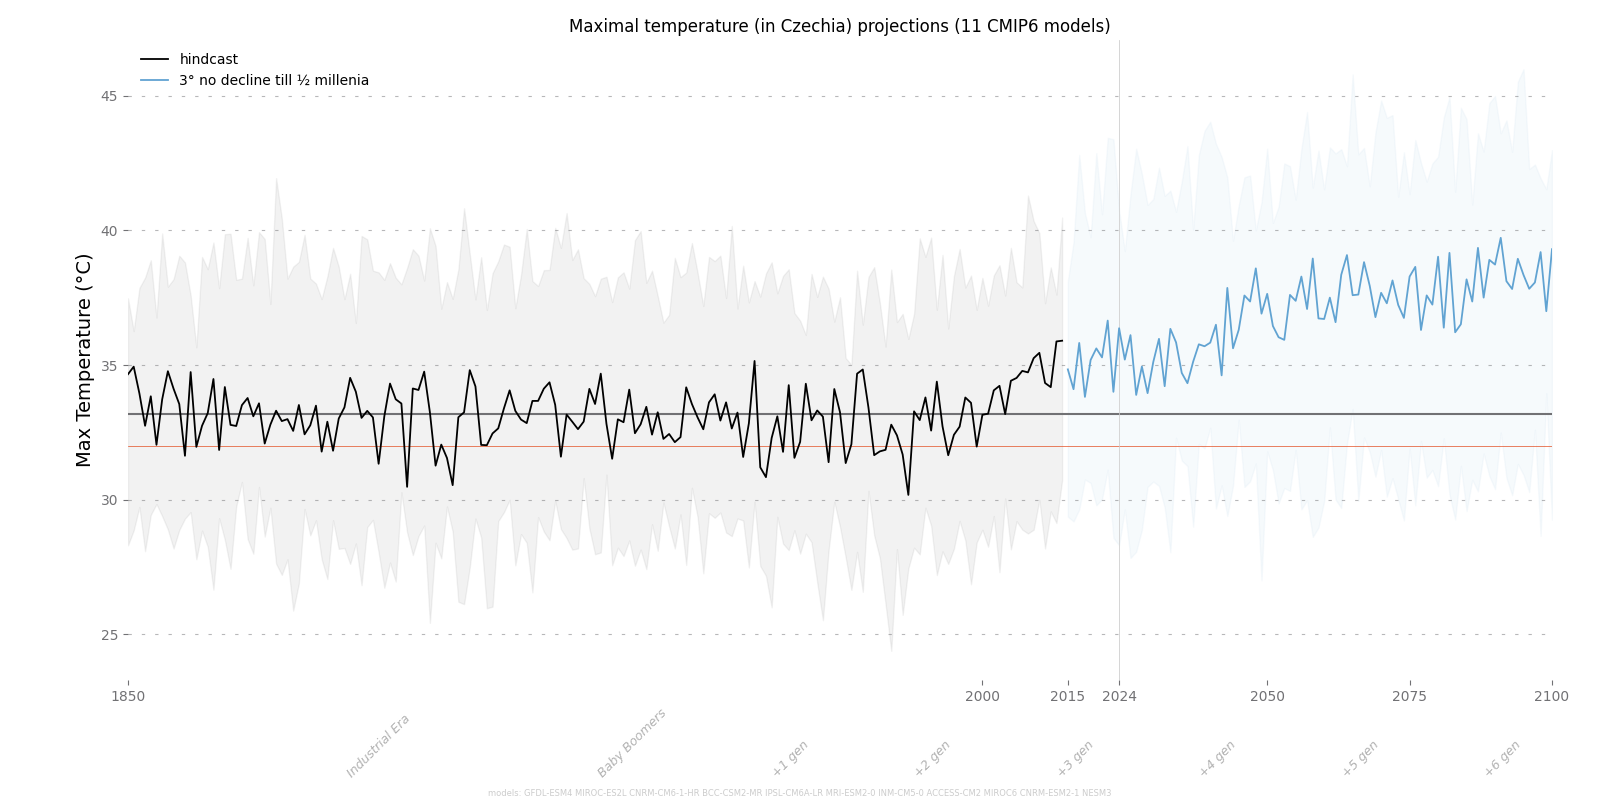 Maximal temperature (in Czechia) projections (11 CMIP6 models)
hindcast
3° no decline till ½ millenia
Max Temperature (°C)
45
40
35
30
25
1850
2000
2015
2024
2050
2075
2100
Industrial Era
Baby Boomers
+1 gen
+2 gen
+3 gen
+4 gen
+5 gen
+6 gen
models: GFDL-ESM4 MIROC-ES2L CNRM-CM6-1-HR BCC-CSM2-MR IPSL-CM6A-LR MRI-ESM2-0 INM-CM5-0 ACCESS-CM2 MIROC6 CNRM-ESM2-1 NESM3